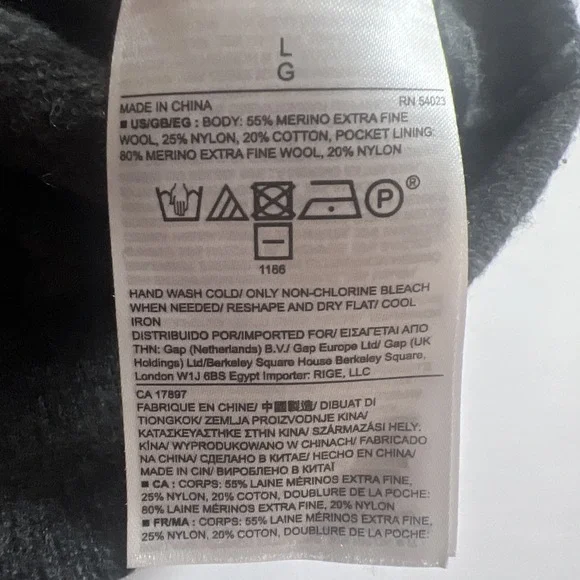 L
G
MADE IN CHINA RN 54023
■ US/GB/EG : BODY: 55% MERINO EXTRA FINE
WOOL, 25% NYLON, 20% COTTON, POCKET LINING:
80% MERINO EXTRA FINE WOOL, 20% NYLON
P®
1166
HAND WASH COLD/ ONLY NON-CHLORINE BLEACH
WHEN NEEDED/ RESHAPE AND DRY FLAT/ COOL
IRON
DISTRIBUIDO POR/IMPORTED FOR/ ΕΙΣΑΓΕΤΑΙ ΑΠΟ
ΤΗΝ: Gap (Netherlands) B.V./ Gap Europe Ltd/ Gap (UK
Holdings) Ltd/Berkeley Square House Berkeley Square,
London W1J 6BS Egypt Importer: RIGE, LLC
CA 17897
FABRIQUE EN CHINE/ 中國製造/ DIBUAT DI
TIONGKOK/ ZEMLJA PROIZVODNJE KINA/
ΚΑΤΑΣΚΕΥΑΣΤΗΚΕ ΣΤΗΝ ΚΙΝΑ/ SZÁRMAZÁSI HELY:
KÍNA/ WYPRODUKOWANO W CHINACH/ FABRICADO
NA CHINA/ СДЕЛАНО В КИТАЕ/ HECHO EN CHINA/
MADE IN CIN/ ВИРОБЛЕНО В КИТАЇ
■ CA : CORPS: 55% LAINE MÉRINOS EXTRA FINE,
25% NYLON, 20% COTON, DOUBLURE DE LA POCHE:
80% LAINE MÉRINOS EXTRA FINE, 20% NYLON
■ FR/MA : CORPS: 55% LAINE MÉRINOS EXTRA FINE,
25% NYLON, 20% COTON, DOUBLURE DE LA POCHE: